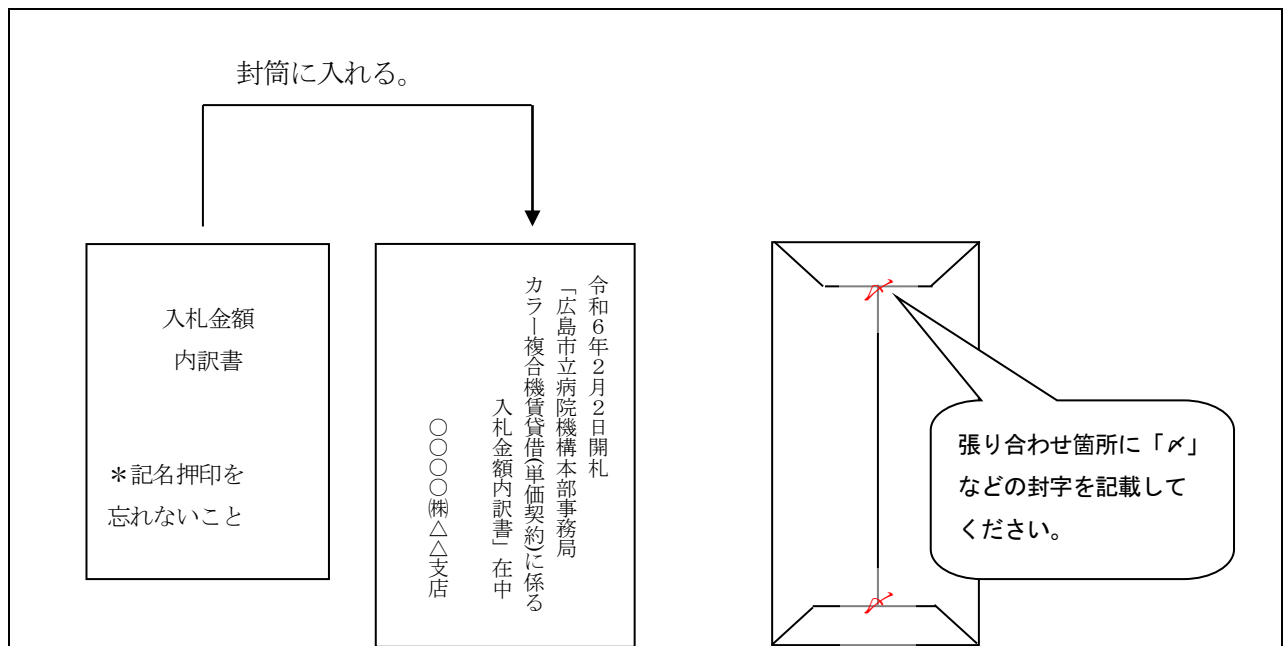 封筒に入れる。
入札金額
内訳書
＊記名押印を
忘れないこと
令和６年２月２日開札
「広島市立病院機構本部事務局
カラー複合機賃貸借(単価契約)に係る
入札金額内訳書」在中
○○○○㈱△△支店
〆
張り合わせ箇所に「〆」
などの封字を記載して
ください。
〆